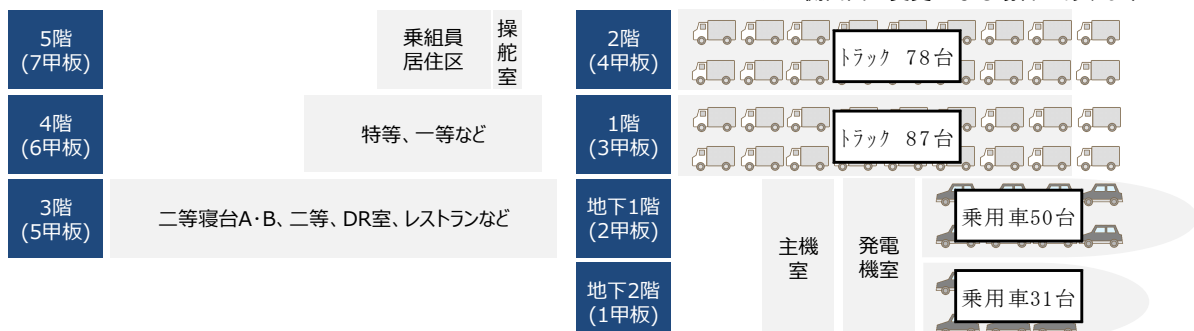 5階
(7甲板)
乗組員
居住区
操
舵
室
4階
(6甲板)
特等、一等など
3階
(5甲板)
二等寝台A・B、二等、DR室、レストランなど
2階
(4甲板)
トラック 78台
1階
(3甲板)
トラック 87台
地下1階
(2甲板)
主機
室
発電
機室
乗用車50台
地下2階
(1甲板)
乗用車31台